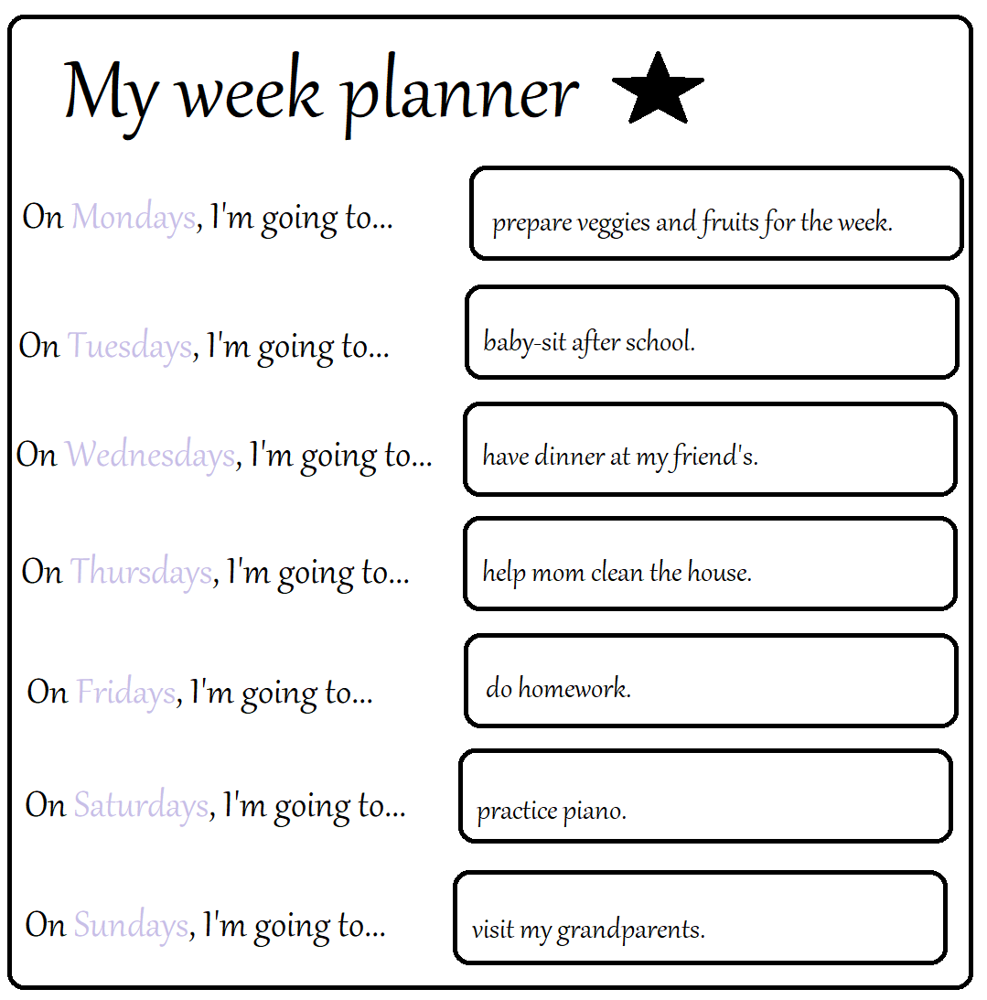 My week planner
On Mondays, I'm going to...
prepare veggies and fruits for the week.
On Tuesdays, I'm going to...
baby-sit after school.
On Wednesdays, I'm going to...
have dinner at my friend's.
On Thursdays, I'm going to...
help mom clean the house.
On Fridays, I'm going to...
do homework.
On Saturdays, I'm going to...
practice piano.
On Sundays, I'm going to...
visit my grandparents.